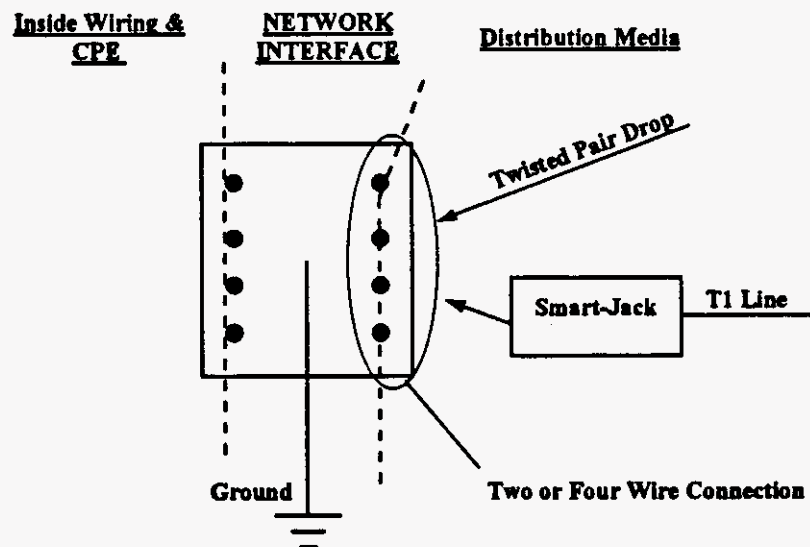 Inside Wiring &
CPE
NETWORK
INTERFACE
Distribution Media
Twisted Pair Drop
Smart-Jack
T1 Line
Ground
Two or Four Wire Connection